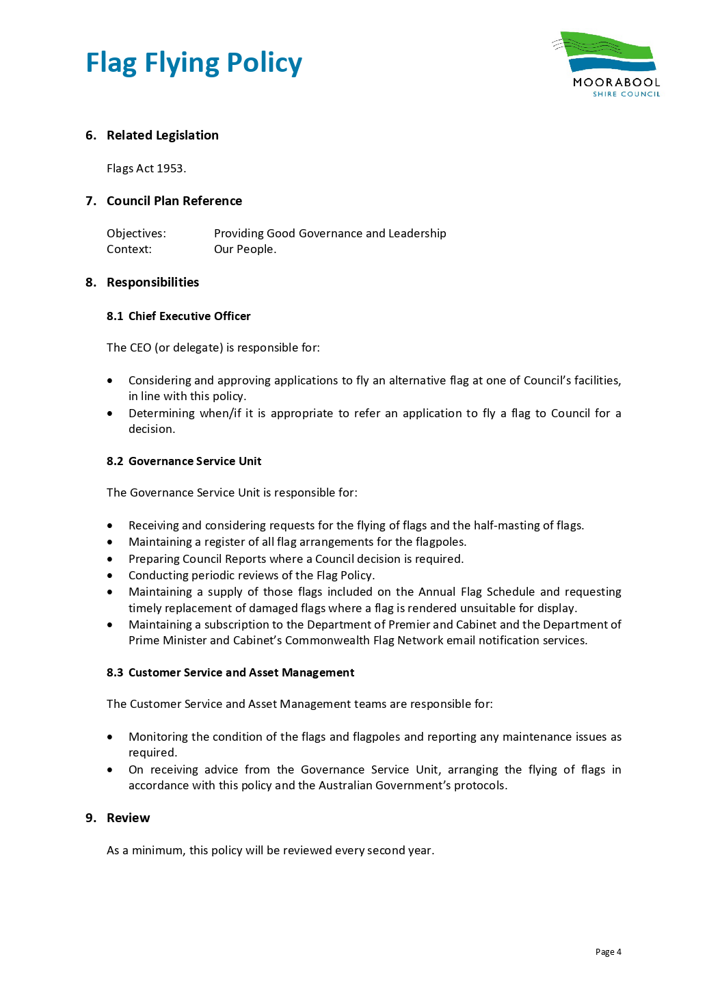 Flag Flying Policy
MOORABOOL
SHIRE COUNCIL
6. Related Legislation
Flags Act 1953.
7. Council Plan Reference
Objectives: Providing Good Governance and Leadership
Context: Our People.
8. Responsibilities
8.1 Chief Executive Officer
The CEO (or delegate) is responsible for:
• Considering and approving applications to fly an alternative flag at one of Council’s facilities,
in line with this policy.
• Determining when/if it is appropriate to refer an application to fly a flag to Council for a
decision.
8.2 Governance Service Unit
The Governance Service Unit is responsible for:
• Receiving and considering requests for the flying of flags and the half-masting of flags.
• Maintaining a register of all flag arrangements for the flagpoles.
• Preparing Council Reports where a Council decision is required.
• Conducting periodic reviews of the Flag Policy.
• Maintaining a supply of those flags included on the Annual Flag Schedule and requesting
timely replacement of damaged flags where a flag is rendered unsuitable for display.
• Maintaining a subscription to the Department of Premier and Cabinet and the Department of
Prime Minister and Cabinet’s Commonwealth Flag Network email notification services.
8.3 Customer Service and Asset Management
The Customer Service and Asset Management teams are responsible for:
• Monitoring the condition of the flags and flagpoles and reporting any maintenance issues as
required.
• On receiving advice from the Governance Service Unit, arranging the flying of flags in
accordance with this policy and the Australian Government’s protocols.
9. Review
As a minimum, this policy will be reviewed every second year.
Page 4